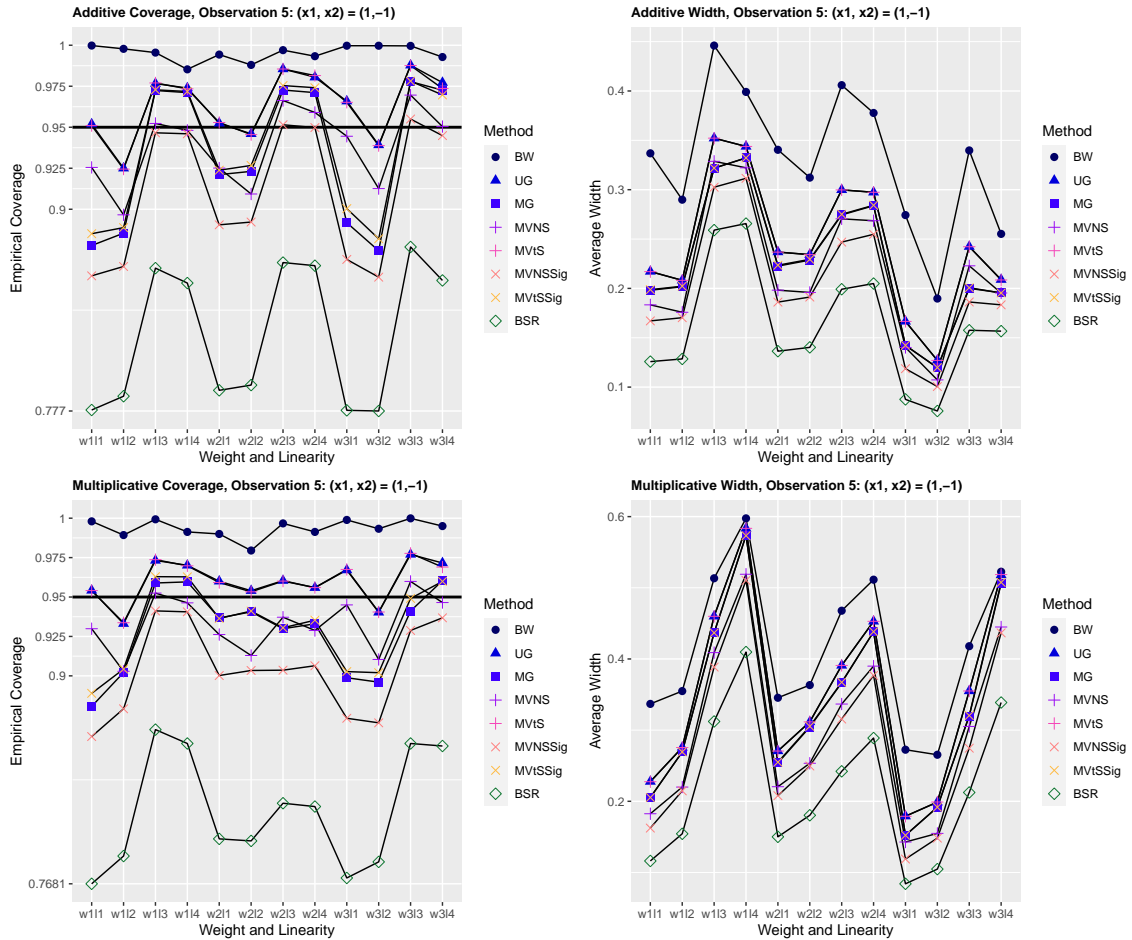 Additive Coverage, Observation 5: (x1, x2) = (1,−1)
1
0.975
0.95
0.925
0.9
0.777
Empirical Coverage
w1l1 w1l2 w1l3 w1l4 w2l1 w2l2 w2l3 w2l4 w3l1 w3l2 w3l3 w3l4
Weight and Linearity
Method
BW
UG
MG
MVNS
MVtS
MVNSSig
MVtSSig
BSR
Additive Width, Observation 5: (x1, x2) = (1,−1)
0.4
0.3
0.2
0.1
Average Width
w1l1 w1l2 w1l3 w1l4 w2l1 w2l2 w2l3 w2l4 w3l1 w3l2 w3l3 w3l4
Weight and Linearity
Method
BW
UG
MG
MVNS
MVtS
MVNSSig
MVtSSig
BSR
Multiplicative Coverage, Observation 5: (x1, x2) = (1,−1)
1
0.975
0.95
0.925
0.9
0.7681
Empirical Coverage
w1l1 w1l2 w1l3 w1l4 w2l1 w2l2 w2l3 w2l4 w3l1 w3l2 w3l3 w3l4
Weight and Linearity
Method
BW
UG
MG
MVNS
MVtS
MVNSSig
MVtSSig
BSR
Multiplicative Width, Observation 5: (x1, x2) = (1,−1)
0.6
0.4
0.2
Average Width
w1l1 w1l2 w1l3 w1l4 w2l1 w2l2 w2l3 w2l4 w3l1 w3l2 w3l3 w3l4
Weight and Linearity
Method
BW
UG
MG
MVNS
MVtS
MVNSSig
MVtSSig
BSR